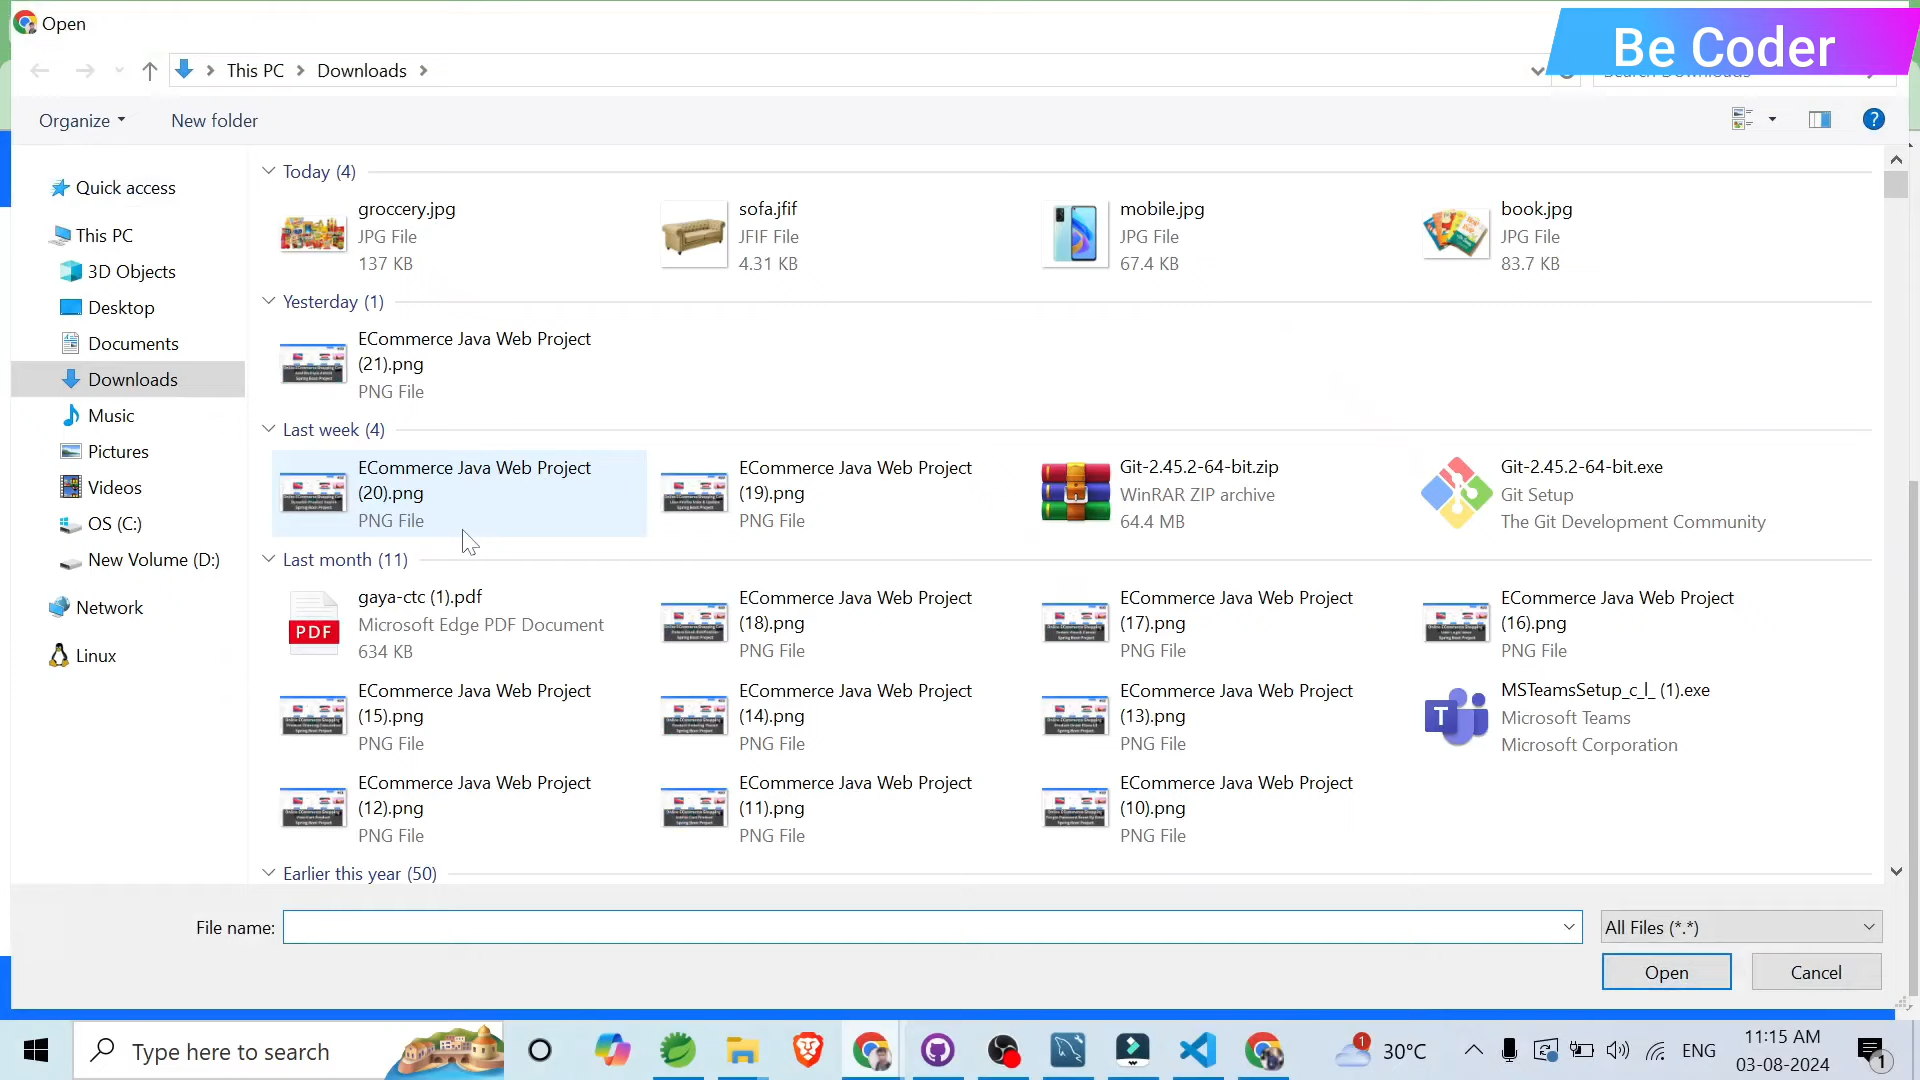 Open
Be Coder
This PC
Downloads
Organize
New folder
?
Quick access
This PC
3D Objects
Desktop
Documents
Downloads
Music
Pictures
Videos
OS (C:)
New Volume (D:)
Network
Linux
Today (4)
groccery.jpg
JPG File
137 KB
sofa.jfif
JFIF File
4.31 KB
mobile.jpg
JPG File
67.4 KB
book.jpg
JPG File
83.7 KB
Yesterday (1)
ECommerce Java Web Project
(21).png
PNG File
Last week (4)
ECommerce Java Web Project
(20).png
PNG File
ECommerce Java Web Project
(19).png
PNG File
Git-2.45.2-64-bit.zip
WinRAR ZIP archive
64.4 MB
Git-2.45.2-64-bit.exe
Git Setup
The Git Development Community
Last month (11)
PDF
gaya-ctc (1).pdf
Microsoft Edge PDF Document
634 KB
ECommerce Java Web Project
(18).png
PNG File
ECommerce Java Web Project
(17).png
PNG File
ECommerce Java Web Project
(16).png
PNG File
ECommerce Java Web Project
(15).png
PNG File
ECommerce Java Web Project
(14).png
PNG File
ECommerce Java Web Project
(13).png
PNG File
T
MSTeamsSetup_c_l_ (1).exe
Microsoft Teams
Microsoft Corporation
ECommerce Java Web Project
(12).png
PNG File
ECommerce Java Web Project
(11).png
PNG File
ECommerce Java Web Project
(10).png
PNG File
Earlier this year (50)
File name:
All Files (*.*)
Open
Cancel
Type here to search
1
30°C
ENG
11:15 AM
03-08-2024
1